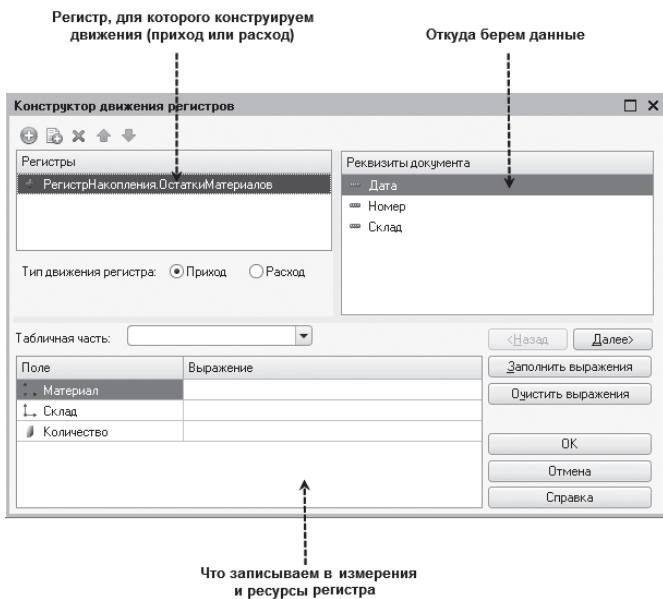 Регистр, для которого конструируем
движения (приход или расход)
Откуда берем данные
Конструктор движения регистров
Регистры
РегистрНакопления.ОстаткиМатериалов
Реквизиты документа
Дата
Номер
Склад
Тип движения регистра: Приход Расход
Табличная часть:
<Назад Далее>
Поле Выражение
Заполнить выражения
Материал
Очистить выражения
Склад
Количество
ОК
Отмена
Справка
Что записываем в измерения
и ресурсы регистра